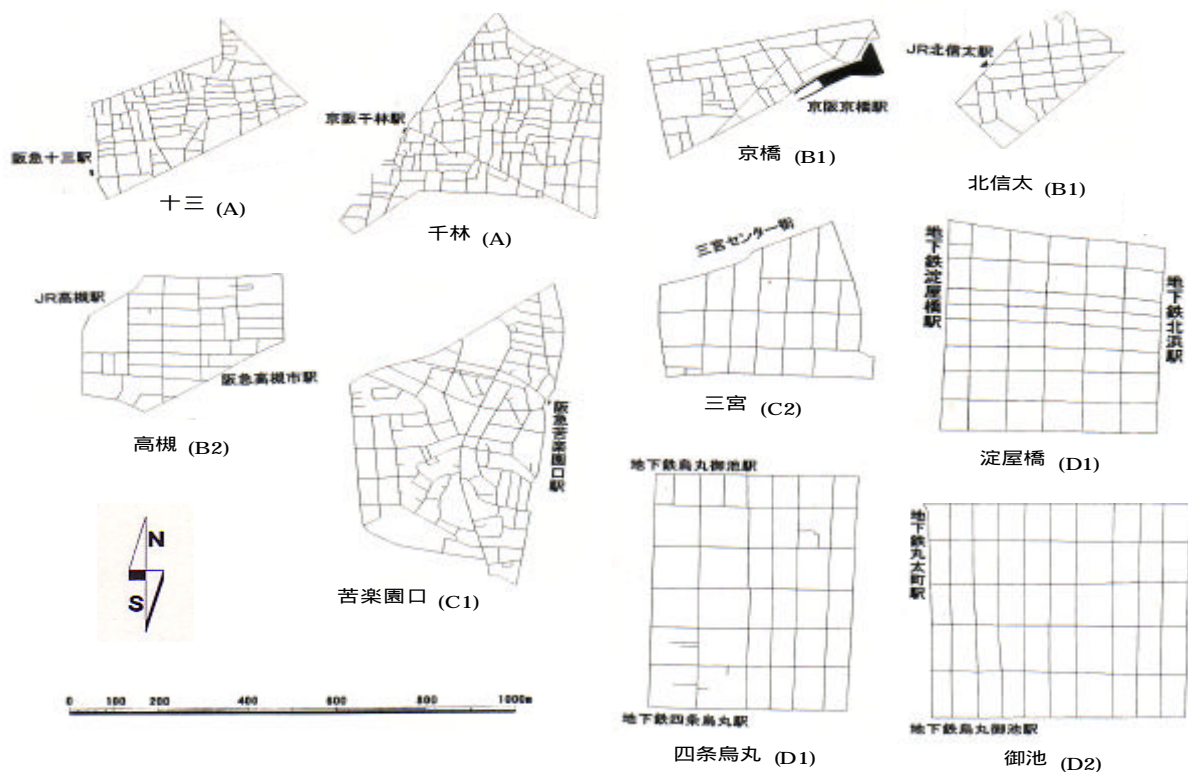 阪急十三駅
十三 (A)
京阪千林駅
千林 (A)
京阪京橋駅
京橋 (B1)
JR北信太駅
北信太 (B1)
JR高槻駅
阪急高槻市駅
高槻 (B2)
阪急苦楽園口駅
苦楽園口 (C1)
三宮センター街
三宮 (C2)
地下鉄淀屋橋駅
地下鉄北浜駅
淀屋橋 (D1)
地下鉄烏丸御池駅
地下鉄四条烏丸駅
四条烏丸 (D1)
地下鉄丸太町駅
地下鉄烏丸御池駅
御池 (D2)
N
S
0 100 200 400 600 800 1000m